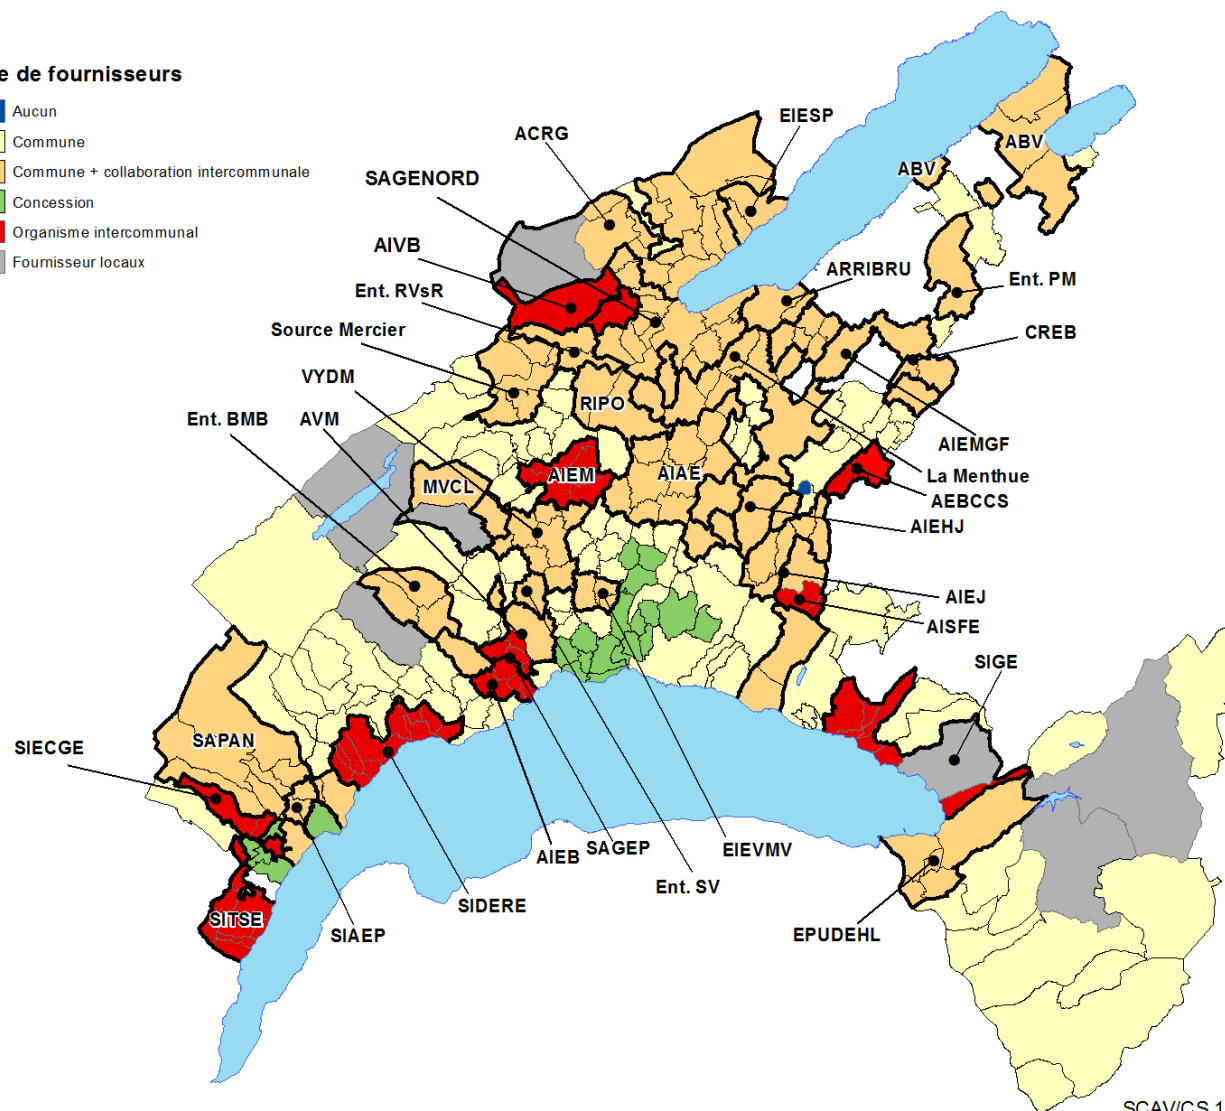 e de fournisseurs
Aucun
Commune
Commune + collaboration intercommunale
Concession
Organisme intercommunal
Fournisseur locaux
EIESP
ACRG
ABV
ABV
SAGENORD
AIVB
ARRIBRU
Ent. PM
Ent. RVsR
Source Mercier
CREB
VYDM
RIPO
Ent. BMB
AVM
AIEMGF
La Menthue
AIEM
AIAE
MVCL
AEBCCS
AIEHJ
AIEJ
AISFE
SIGE
SAPAN
SIECGE
AIEB
SAGEP
EIEVMV
Ent. SV
SIDERE
SITSE
SIAEP
EPUDEHL
SCAV/CS 1